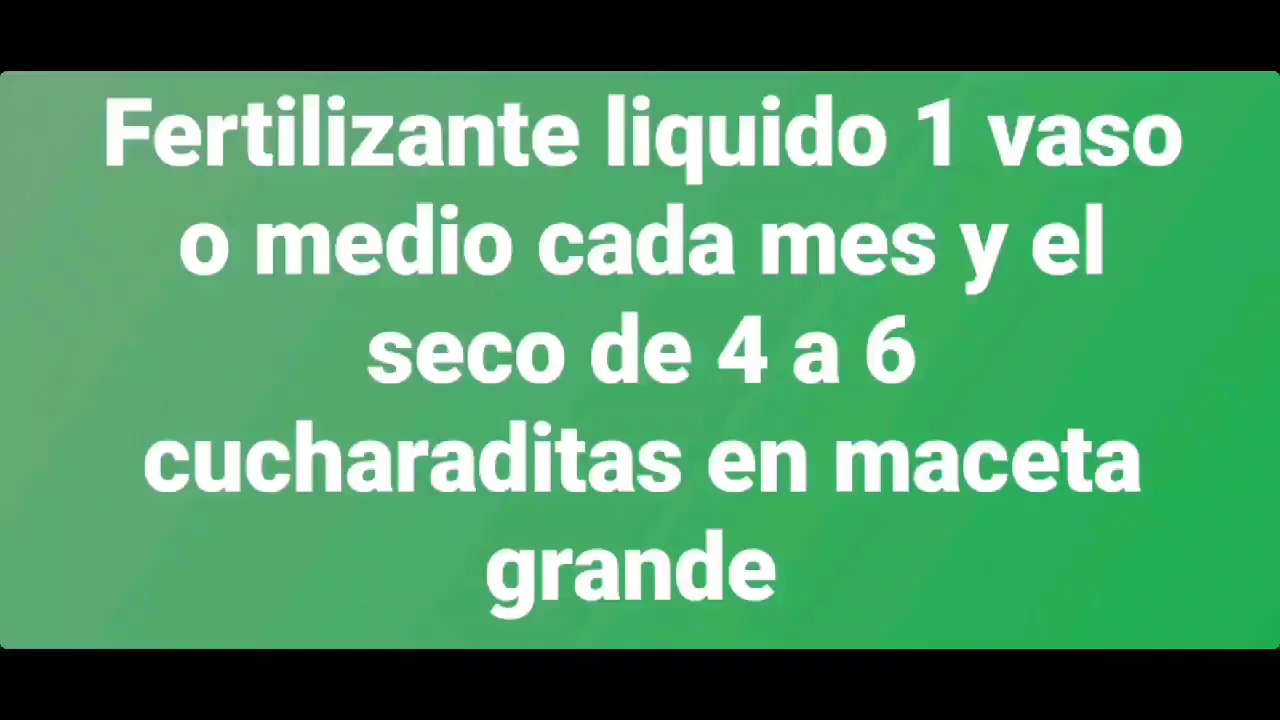 Fertilizante liquido 1 vaso
o medio cada mes y el
seco de 4 a 6
cucharaditas en maceta
grande